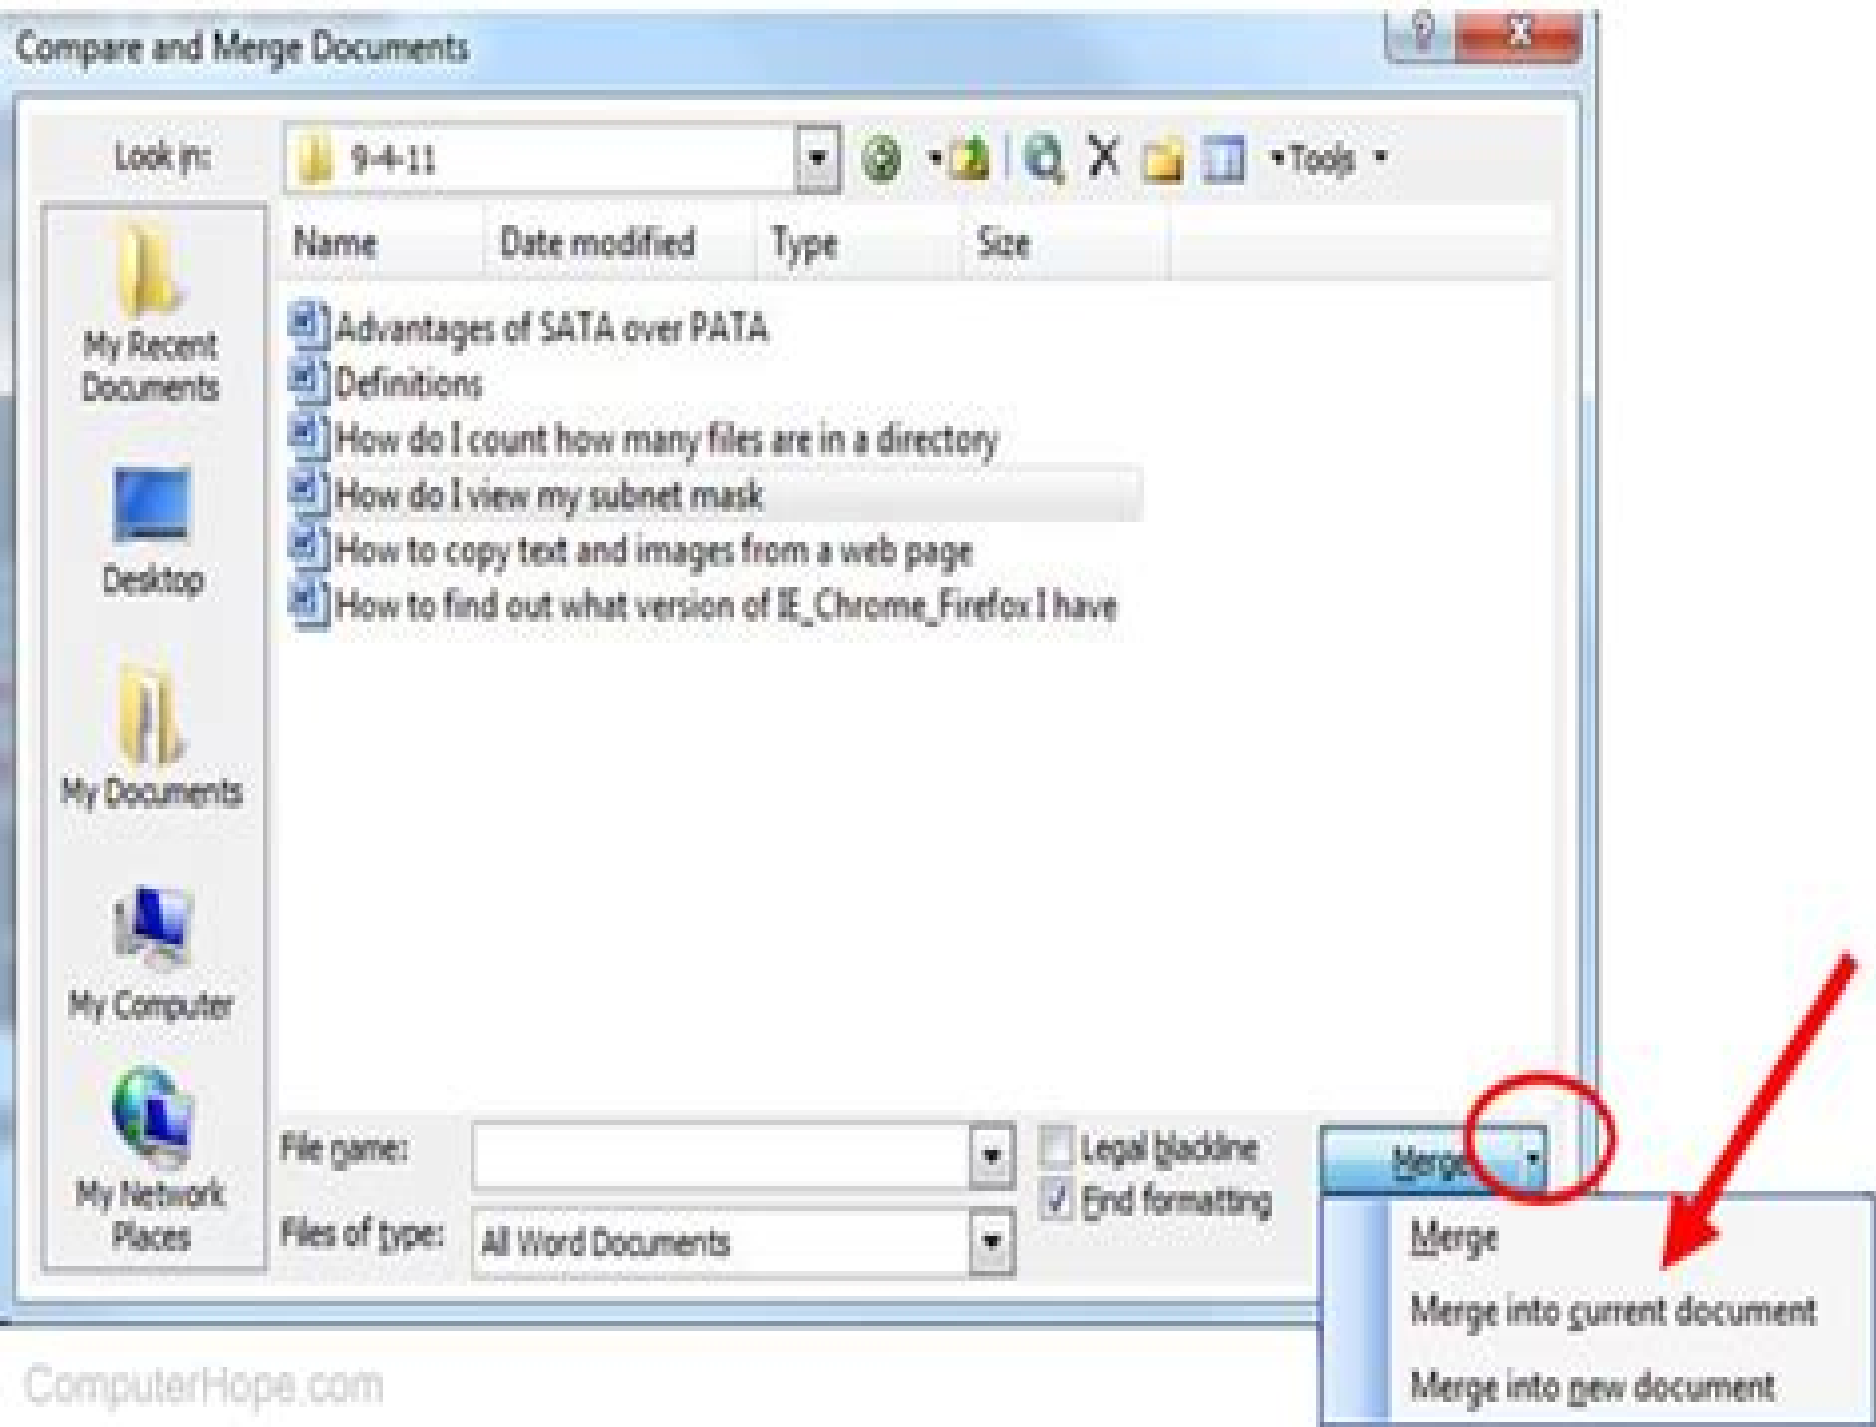 Compare and Merge Documents
Look in: 9-4-11 Tools
Name Date modified Type Size
My Recent
Documents
Desktop
My Documents
My Computer
My Network
Places
Advantages of SATA over PATA
Definitions
How do I count how many files are in a directory
How do I view my subnet mask
How to copy text and images from a web page
How to find out what version of IE_Chrome_Firefox I have
File name:
Legal blackline
Find formatting
Files of type: All Word Documents
Merge
Merge
Merge into current document
Merge into new document
ComputerHope.com